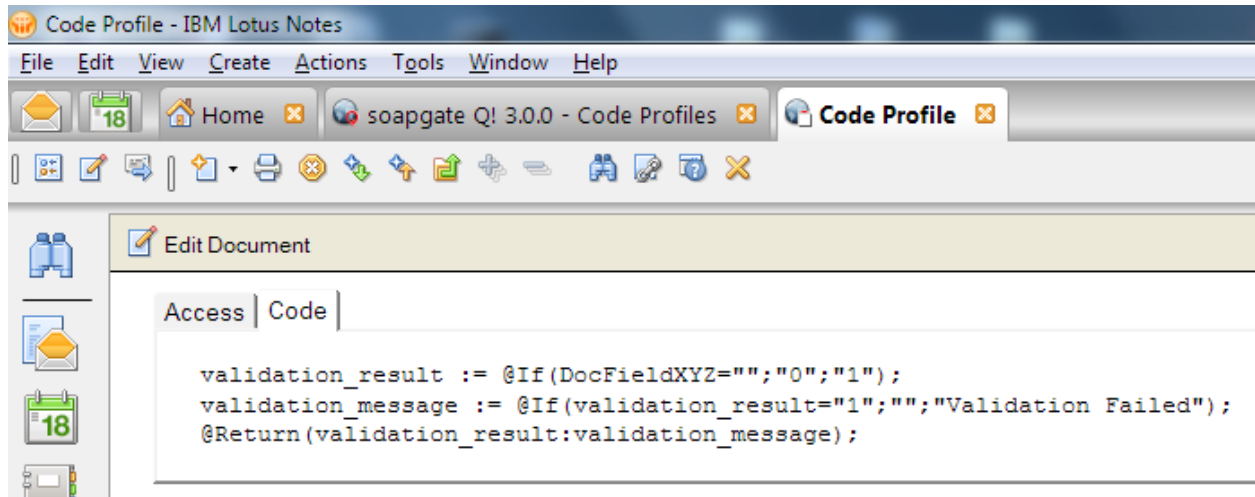 Code Profile - IBM Lotus Notes
File Edit View Create Actions Tools Window Help
18 Home soapgate Q! 3.0.0 - Code Profiles Code Profile
Edit Document
Access Code
validation_result := @If(DocFieldXYZ="";"0";"1");
validation_message := @If(validation_result="1";"";"Validation Failed");
@Return(validation_result:validation_message);
18